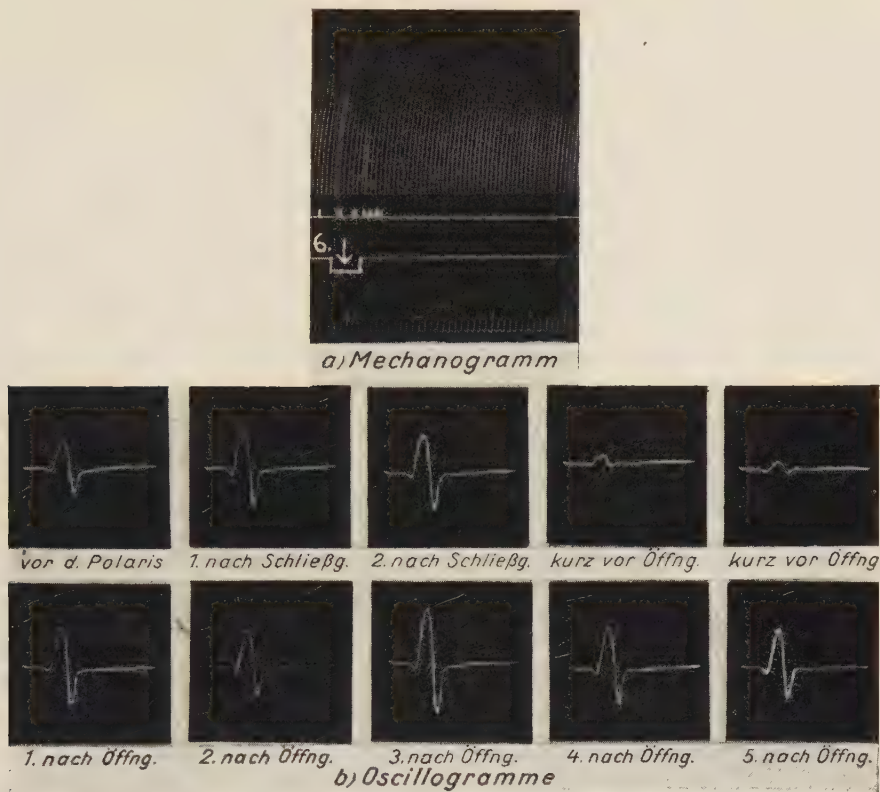 6.
a) Mechanogramm
vor d. Polaris 1. nach Schließg. 2. nach Schließg. kurz vor Öffng. kurz vor Öffng
1. nach Öffng. 2. nach Öffng. 3. nach Öffng. 4. nach Öffng. 5. nach Öffng.
b) Oscillogramme